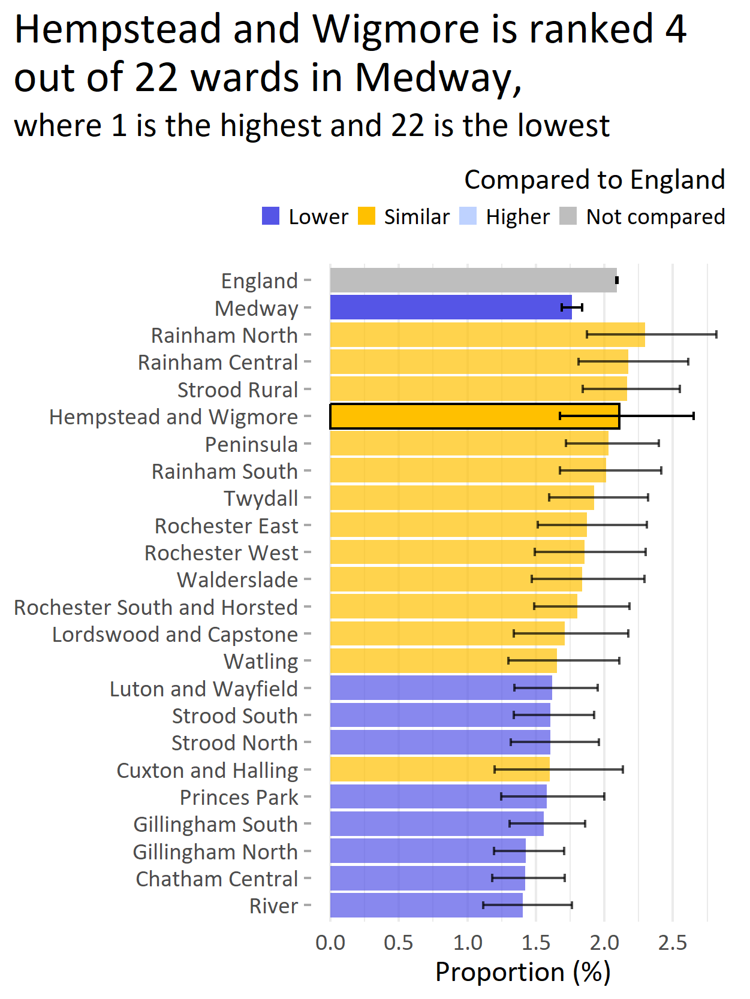 Hempstead and Wigmore is ranked 4
out of 22 wards in Medway,
where 1 is the highest and 22 is the lowest
Compared to England
Lower Similar Higher Not compared
England
Medway
Rainham North
Rainham Central
Strood Rural
Hempstead and Wigmore
Peninsula
Rainham South
Twydall
Rochester East
Rochester West
Walderslade
Rochester South and Horsted
Lordswood and Capstone
Watling
Luton and Wayfield
Strood South
Strood North
Cuxton and Halling
Princes Park
Gillingham South
Gillingham North
Chatham Central
River
0.0 0.5 1.0 1.5 2.0 2.5
Proportion (%)